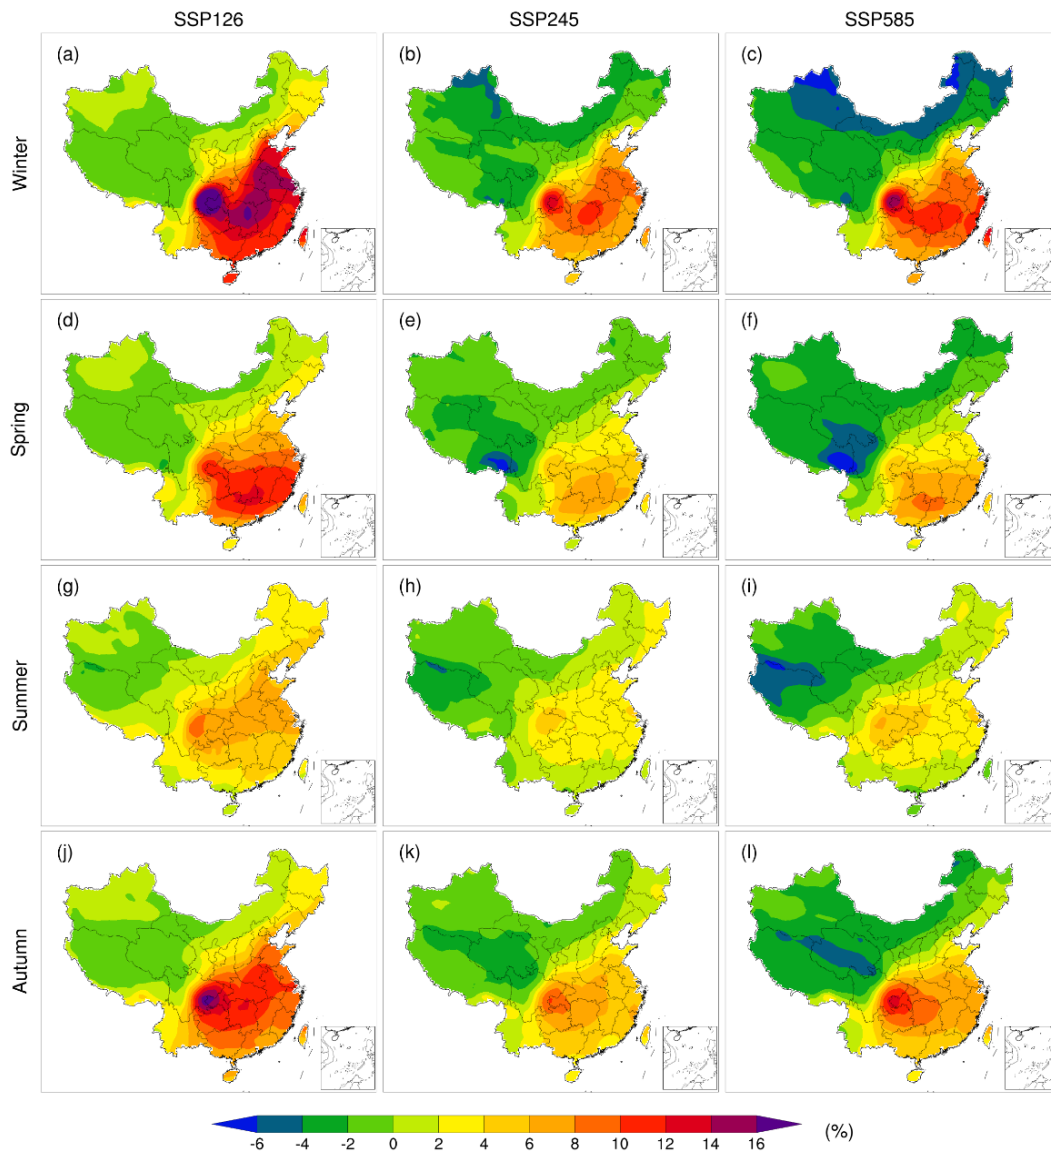 SSP126 SSP245 SSP585
Winter
(a) (b) (c)
Spring
(d) (e) (f)
Summer
(g) (h) (i)
Autumn
(j) (k) (l)
-6 -4 -2 0 2 4 6 8 10 12 14 16 (%)